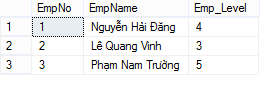 EmpNo EmpName Emp_Level
1 1 Nguyễn Hải Đăng 4
2 2 Lê Quang Vinh 3
3 3 Phạm Nam Trường 5